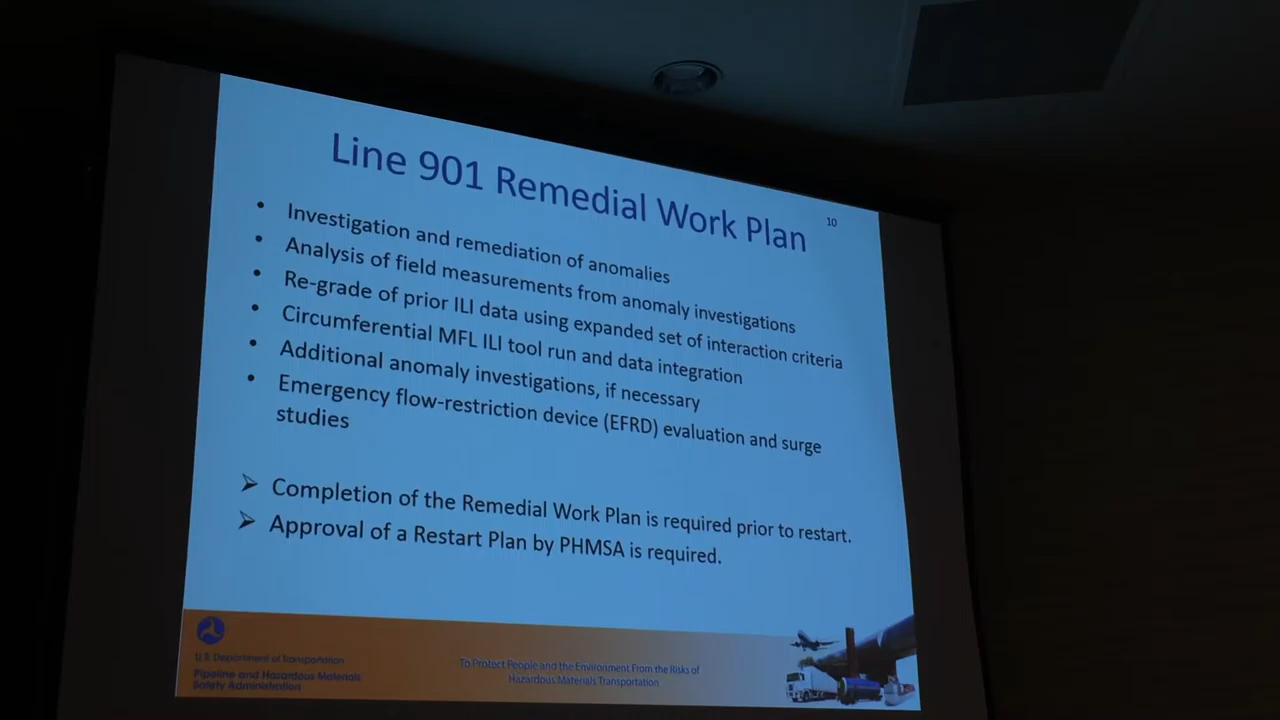 Line 901 Remedial Work Plan
10
• Investigation and remediation of anomalies
• Analysis of field measurements from anomaly investigations
• Re-grade of prior ILI data using expanded set of interaction criteria
• Circumferential MFL ILI tool run and data integration
• Additional anomaly investigations, if necessary
• Emergency flow-restriction device (EFRD) evaluation and surge
studies
➢ Completion of the Remedial Work Plan is required prior to restart.
➢ Approval of a Restart Plan by PHMSA is required.
U.S. Department of Transportation
Pipeline and Hazardous Materials
Safety Administration
To Protect People and the Environment From the Risks of
Hazardous Materials Transportation